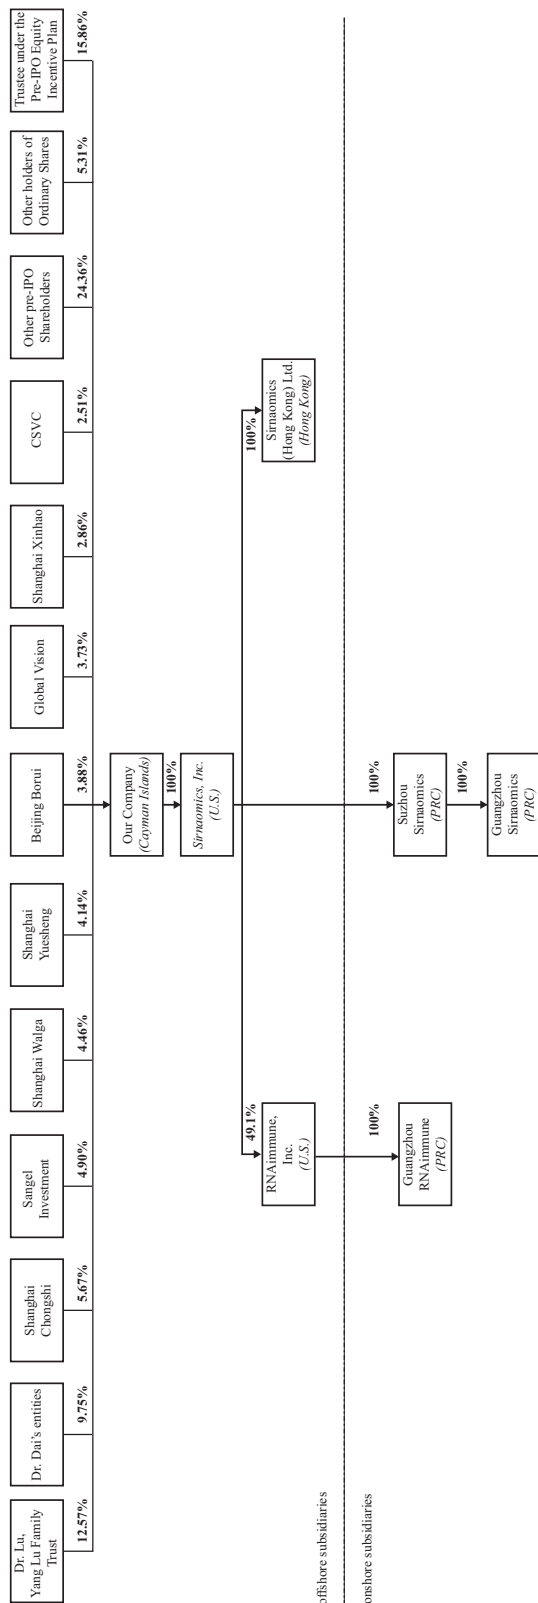 Dr. Lu,
Yang Lu Family
Trust
12.57%
Dr. Dai's entities
9.75%
Shanghai
Chongshi
5.67%
Sangel
Investment
4.90%
Shanghai Walga
4.46%
Shanghai
Yuesheng
4.14%
Beijing Borui
3.88%
Global Vision
3.73%
Shanghai Xinhao
2.86%
CSVC
2.51%
Other pre-IPO
Shareholders
24.36%
Other holders of
Ordinary Shares
5.31%
Trustee under the
Pre-IPO Equity
Incentive Plan
15.86%
Our Company
(Cayman Islands)
100%
Sirnaomics, Inc.
(U.S.)
49.1%
100%
RNAimmune,
Inc.
(U.S.)
Sirnaomics
(Hong Kong) Ltd.
(Hong Kong)
offshore subsidiaries
onshore subsidiaries
100%
100%
Guangzhou
RNAimmune
(PRC)
Suzhou
Sirnaomics
(PRC)
100%
Guangzhou
Sirnaomics
(PRC)